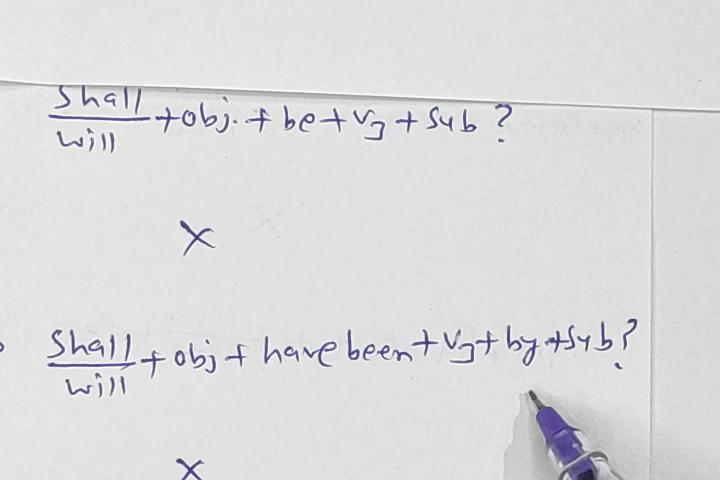 Shall
will
+ obj. + be + V3 + Sub ?
X
Shall
will
+ obj + have been + V3 + by + Sub ?
X